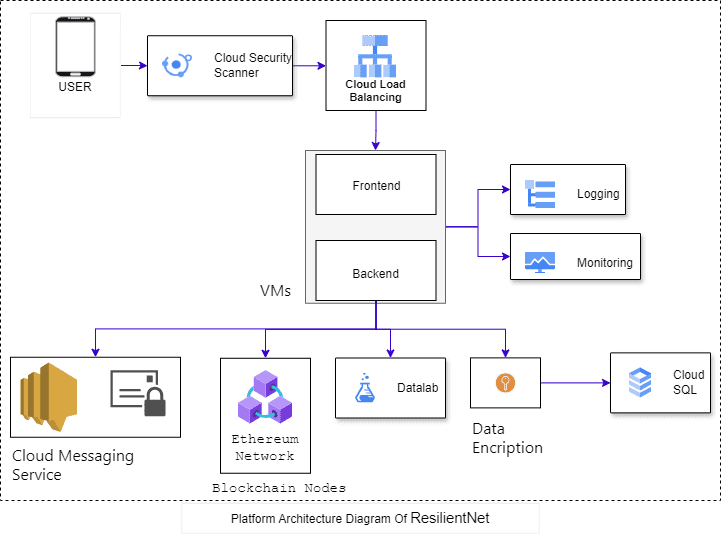 USER
Cloud Security
Scanner
Cloud Load
Balancing
Frontend
Logging
Backend
Monitoring
VMs
Ethereum
Network
Datalab
Cloud
SQL
Cloud Messaging
Service
Data
Encription
Blockchain Nodes
Platform Architecture Diagram Of ResilientNet